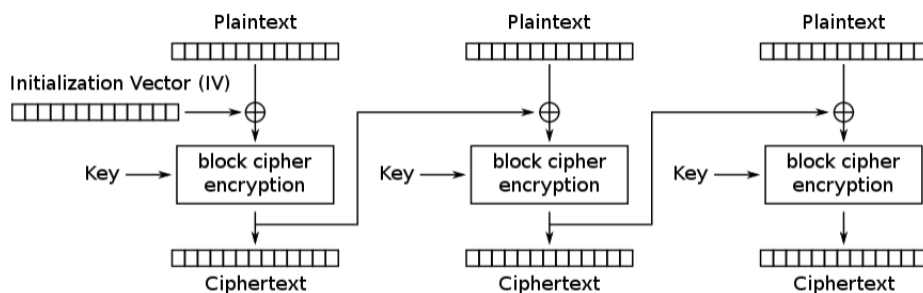 Plaintext
Plaintext
Plaintext
Initialization Vector (IV)
Key
block cipher
encryption
Key
block cipher
encryption
Key
block cipher
encryption
Ciphertext
Ciphertext
Ciphertext